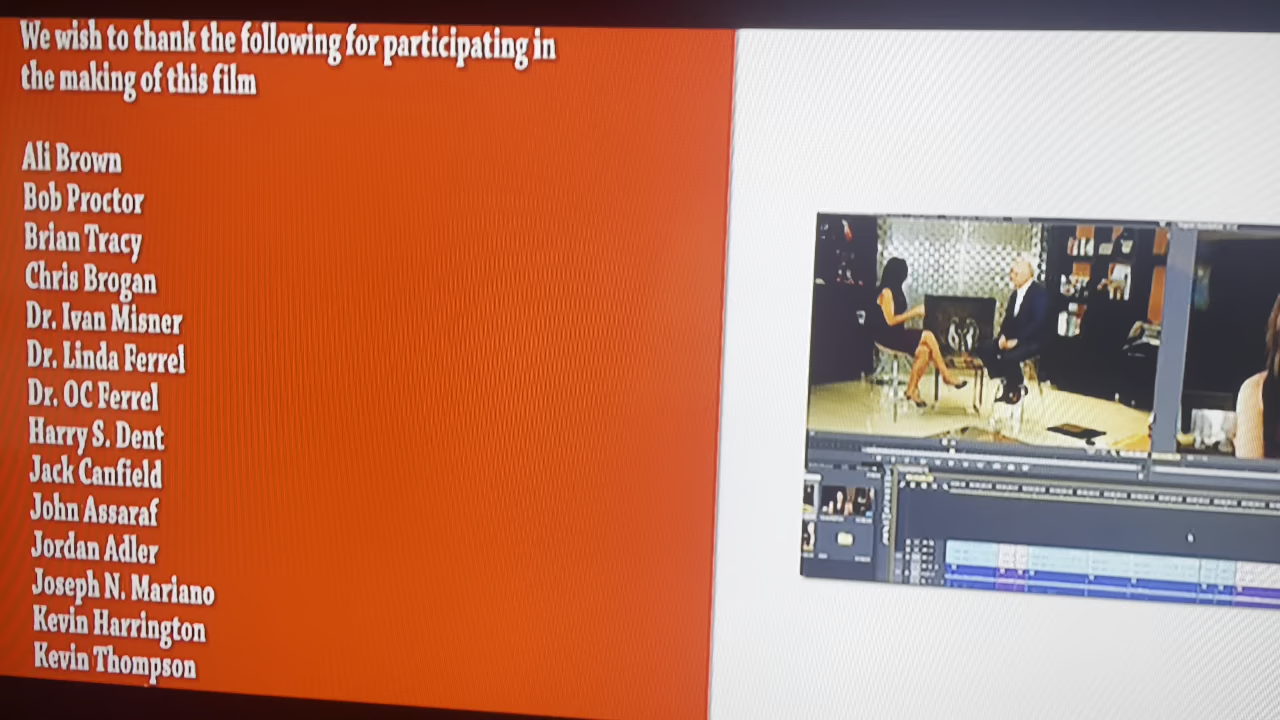 We wish to thank the following for participating in
the making of this film
Ali Brown
Bob Proctor
Brian Tracy
Chris Brogan
Dr. Ivan Misner
Dr. Linda Ferrel
Dr. OC Ferrel
Harry S. Dent
Jack Canfield
John Assaraf
Jordan Adler
Joseph N. Mariano
Kevin Harrington
Kevin Thompson